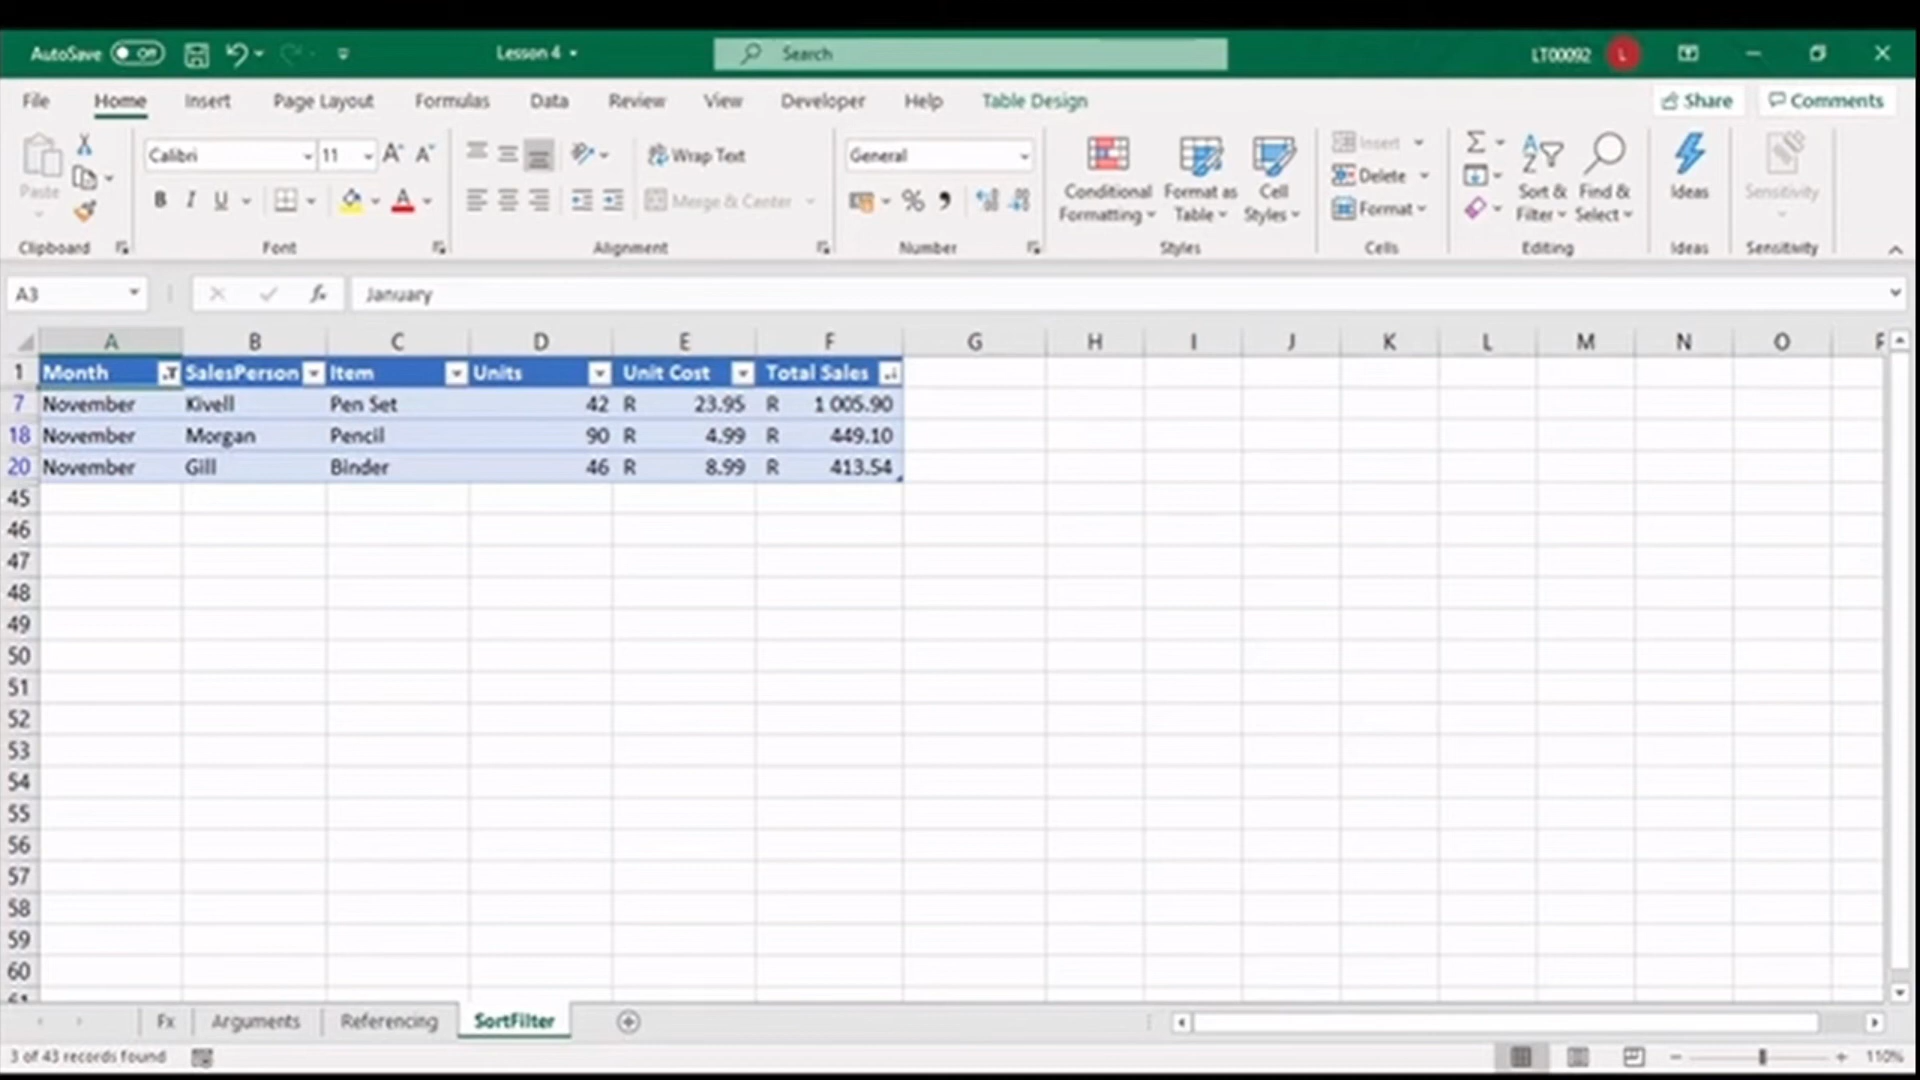 AutoSave Off Lesson 4 Search LT00092 L
File Home Insert Page Layout Formulas Data Review View Developer Help Table Design Share Comments
Paste Calibri 11 A A Wrap Text General Conditional Formatting Format as Table Cell Styles Insert Σ Sort & Filter Find & Select Ideas Sensitivity
B I U A Merge & Center % Delete Format
Clipboard Font Alignment Number Styles Cells Editing Ideas Sensitivity
A3 fx January
A B C D E F G H I J K L M N O P
1 Month SalesPerson Item Units Unit Cost Total Sales
7 November Kivell Pen Set 42 R 23.95 R 1 005.90
18 November Morgan Pencil 90 R 4.99 R 449.10
20 November Gill Binder 46 R 8.99 R 413.54
45
46
47
48
49
50
51
52
53
54
55
56
57
58
59
60
61
Fx Arguments Referencing SortFilter
3 of 43 records found 110%